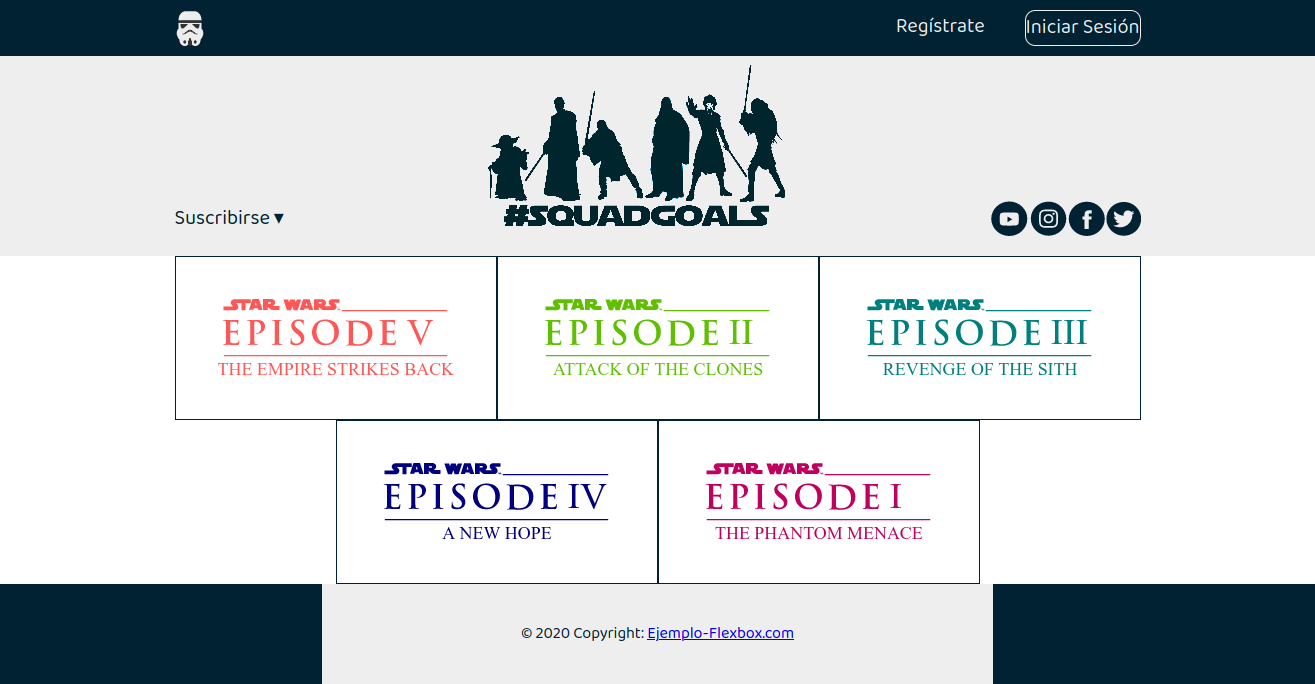 Regístrate
Iniciar Sesión
#SQUADGOALS
Suscribirse ▾
STAR WARS
EPISODE V
THE EMPIRE STRIKES BACK
STAR WARS
EPISODE II
ATTACK OF THE CLONES
STAR WARS
EPISODE III
REVENGE OF THE SITH
STAR WARS
EPISODE IV
A NEW HOPE
STAR WARS
EPISODE I
THE PHANTOM MENACE
© 2020 Copyright: Ejemplo-Flexbox.com